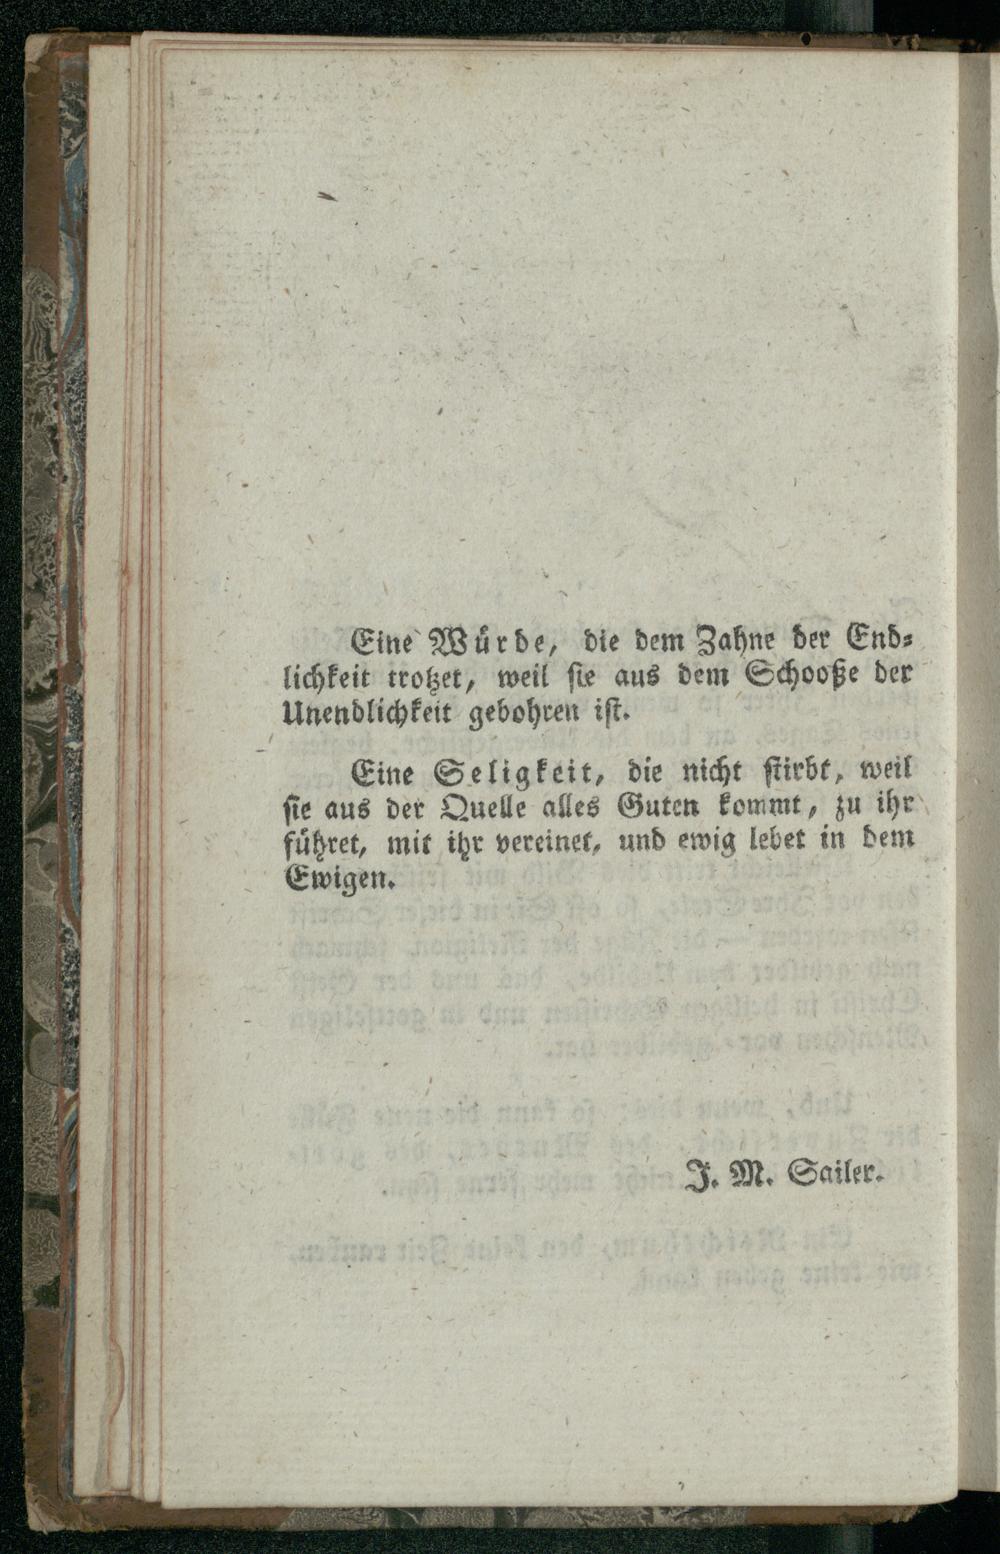 Eine Würde, die dem Zahne der End-
lichkeit trotzet, weil sie aus dem Schooße der
Unendlichkeit gebohren ist.
Eine Seligkeit, die nicht stirbt, weil
sie aus der Quelle alles Guten kommt, zu ihr
führet, mit ihr vereinet, und ewig lebet in dem
Ewigen.
J. M. Sailer.